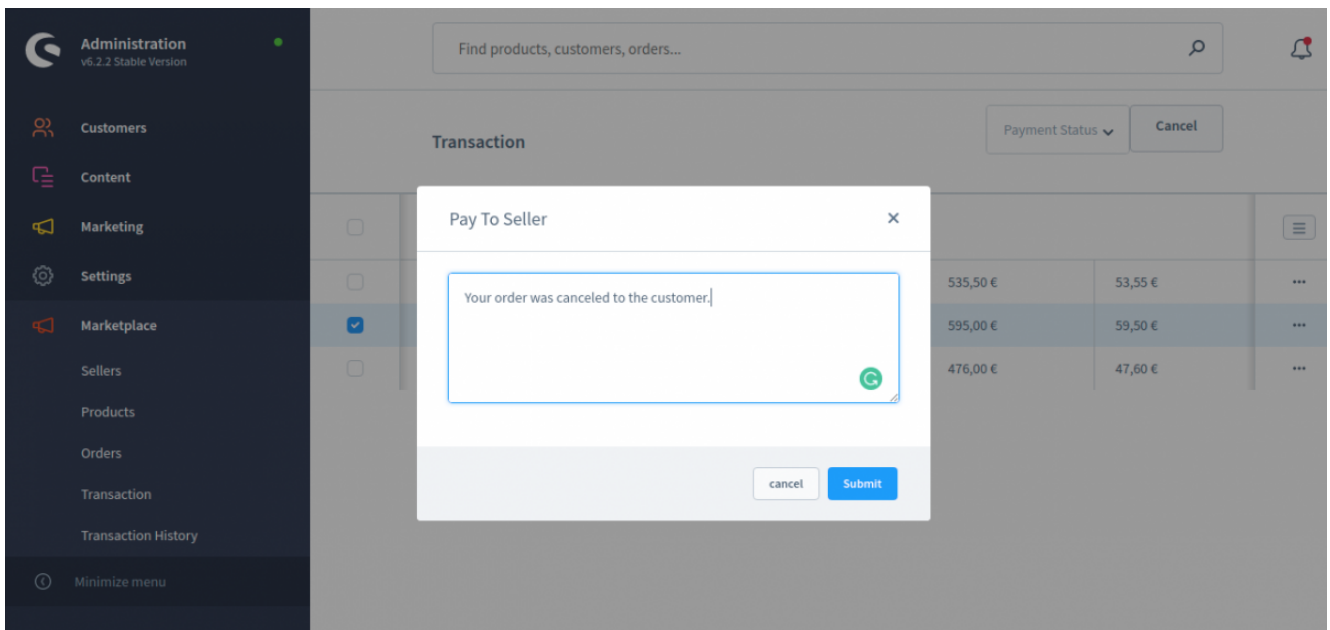 Administration
v6.2.2 Stable Version
Find products, customers, orders...
Customers
Content
Marketing
Settings
Marketplace
Sellers
Products
Orders
Transaction
Transaction History
Minimize menu
Transaction
Payment Status
Cancel
Pay To Seller
Your order was canceled to the customer.
cancel
Submit
535,50 € 53,55 €
595,00 € 59,50 €
476,00 € 47,60 €